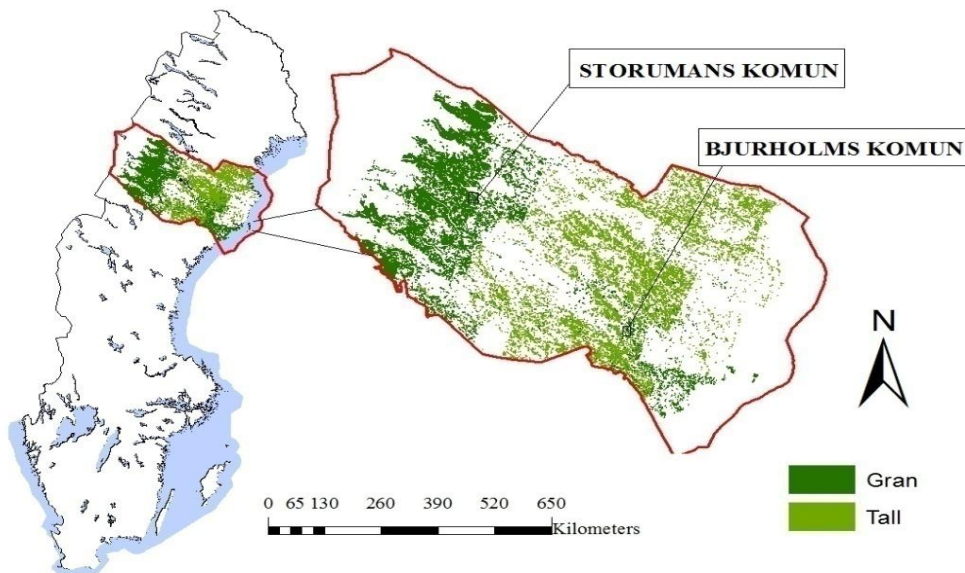 STORUMANS KOMUN
BJURHOLMS KOMUN
N
Gran
Tall
0 65 130 260 390 520 650
Kilometers